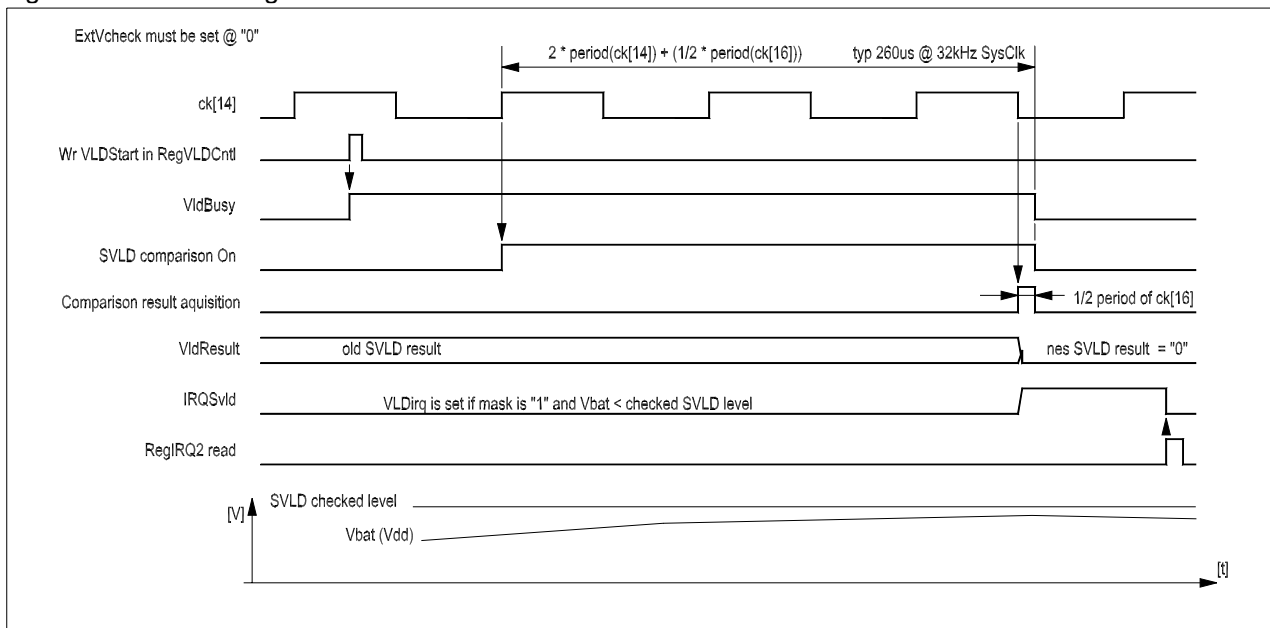 ExtVcheck must be set @ "0"
2 * period(ck[14]) + (1/2 * period(ck[16])) typ 260us @ 32kHz SysClk
ck[14]
Wr VLDStart in RegVLDCntl
VldBusy
SVLD comparison On
Comparison result aquisition
1/2 period of ck[16]
VldResult
old SVLD result
nes SVLD result = "0"
IRQSvld
VLDirq is set if mask is "1" and Vbat < checked SVLD level
RegIRQ2 read
SVLD checked level
[V]
Vbat (Vdd)
[t]